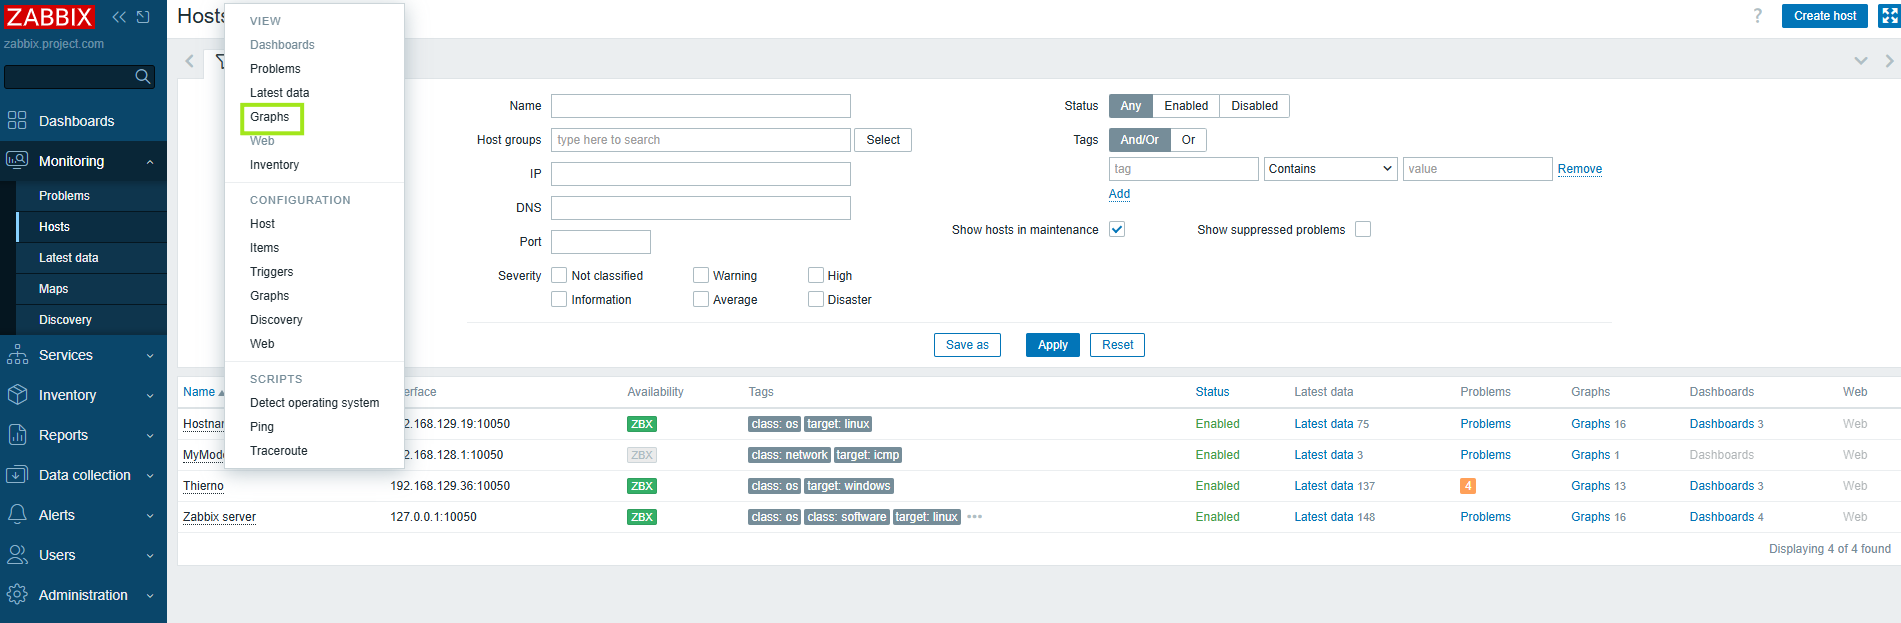 ZABBIX
zabbix.project.com
Dashboards
Monitoring
Problems
Hosts
Latest data
Maps
Discovery
Services
Inventory
Reports
Data collection
Alerts
Users
Administration
Hosts
?
Create host
VIEW
Dashboards
Problems
Latest data
Graphs
Web
Inventory
CONFIGURATION
Host
Items
Triggers
Graphs
Discovery
Web
SCRIPTS
Detect operating system
Ping
Traceroute
Name
Host groups type here to search Select
IP
DNS
Port
Severity Not classified Warning High
Information Average Disaster
Status Any Enabled Disabled
Tags And/Or Or
tag Contains value Remove
Add
Show hosts in maintenance Show suppressed problems
Save as Apply Reset
Name erface Availability Tags Status Latest data Problems Graphs Dashboards Web
Hostnar 2.168.129.19:10050 ZBX class: os target: linux Enabled Latest data 75 Problems Graphs 16 Dashboards 3 Web
MyMode 2.168.128.1:10050 ZBX class: network target: icmp Enabled Latest data 3 Problems Graphs 1 Dashboards Web
Thierno 192.168.129.36:10050 ZBX class: os target: windows Enabled Latest data 137 4 Graphs 13 Dashboards 3 Web
Zabbix server 127.0.0.1:10050 ZBX class: os class: software target: linux ••• Enabled Latest data 148 Problems Graphs 16 Dashboards 4 Web
Displaying 4 of 4 found